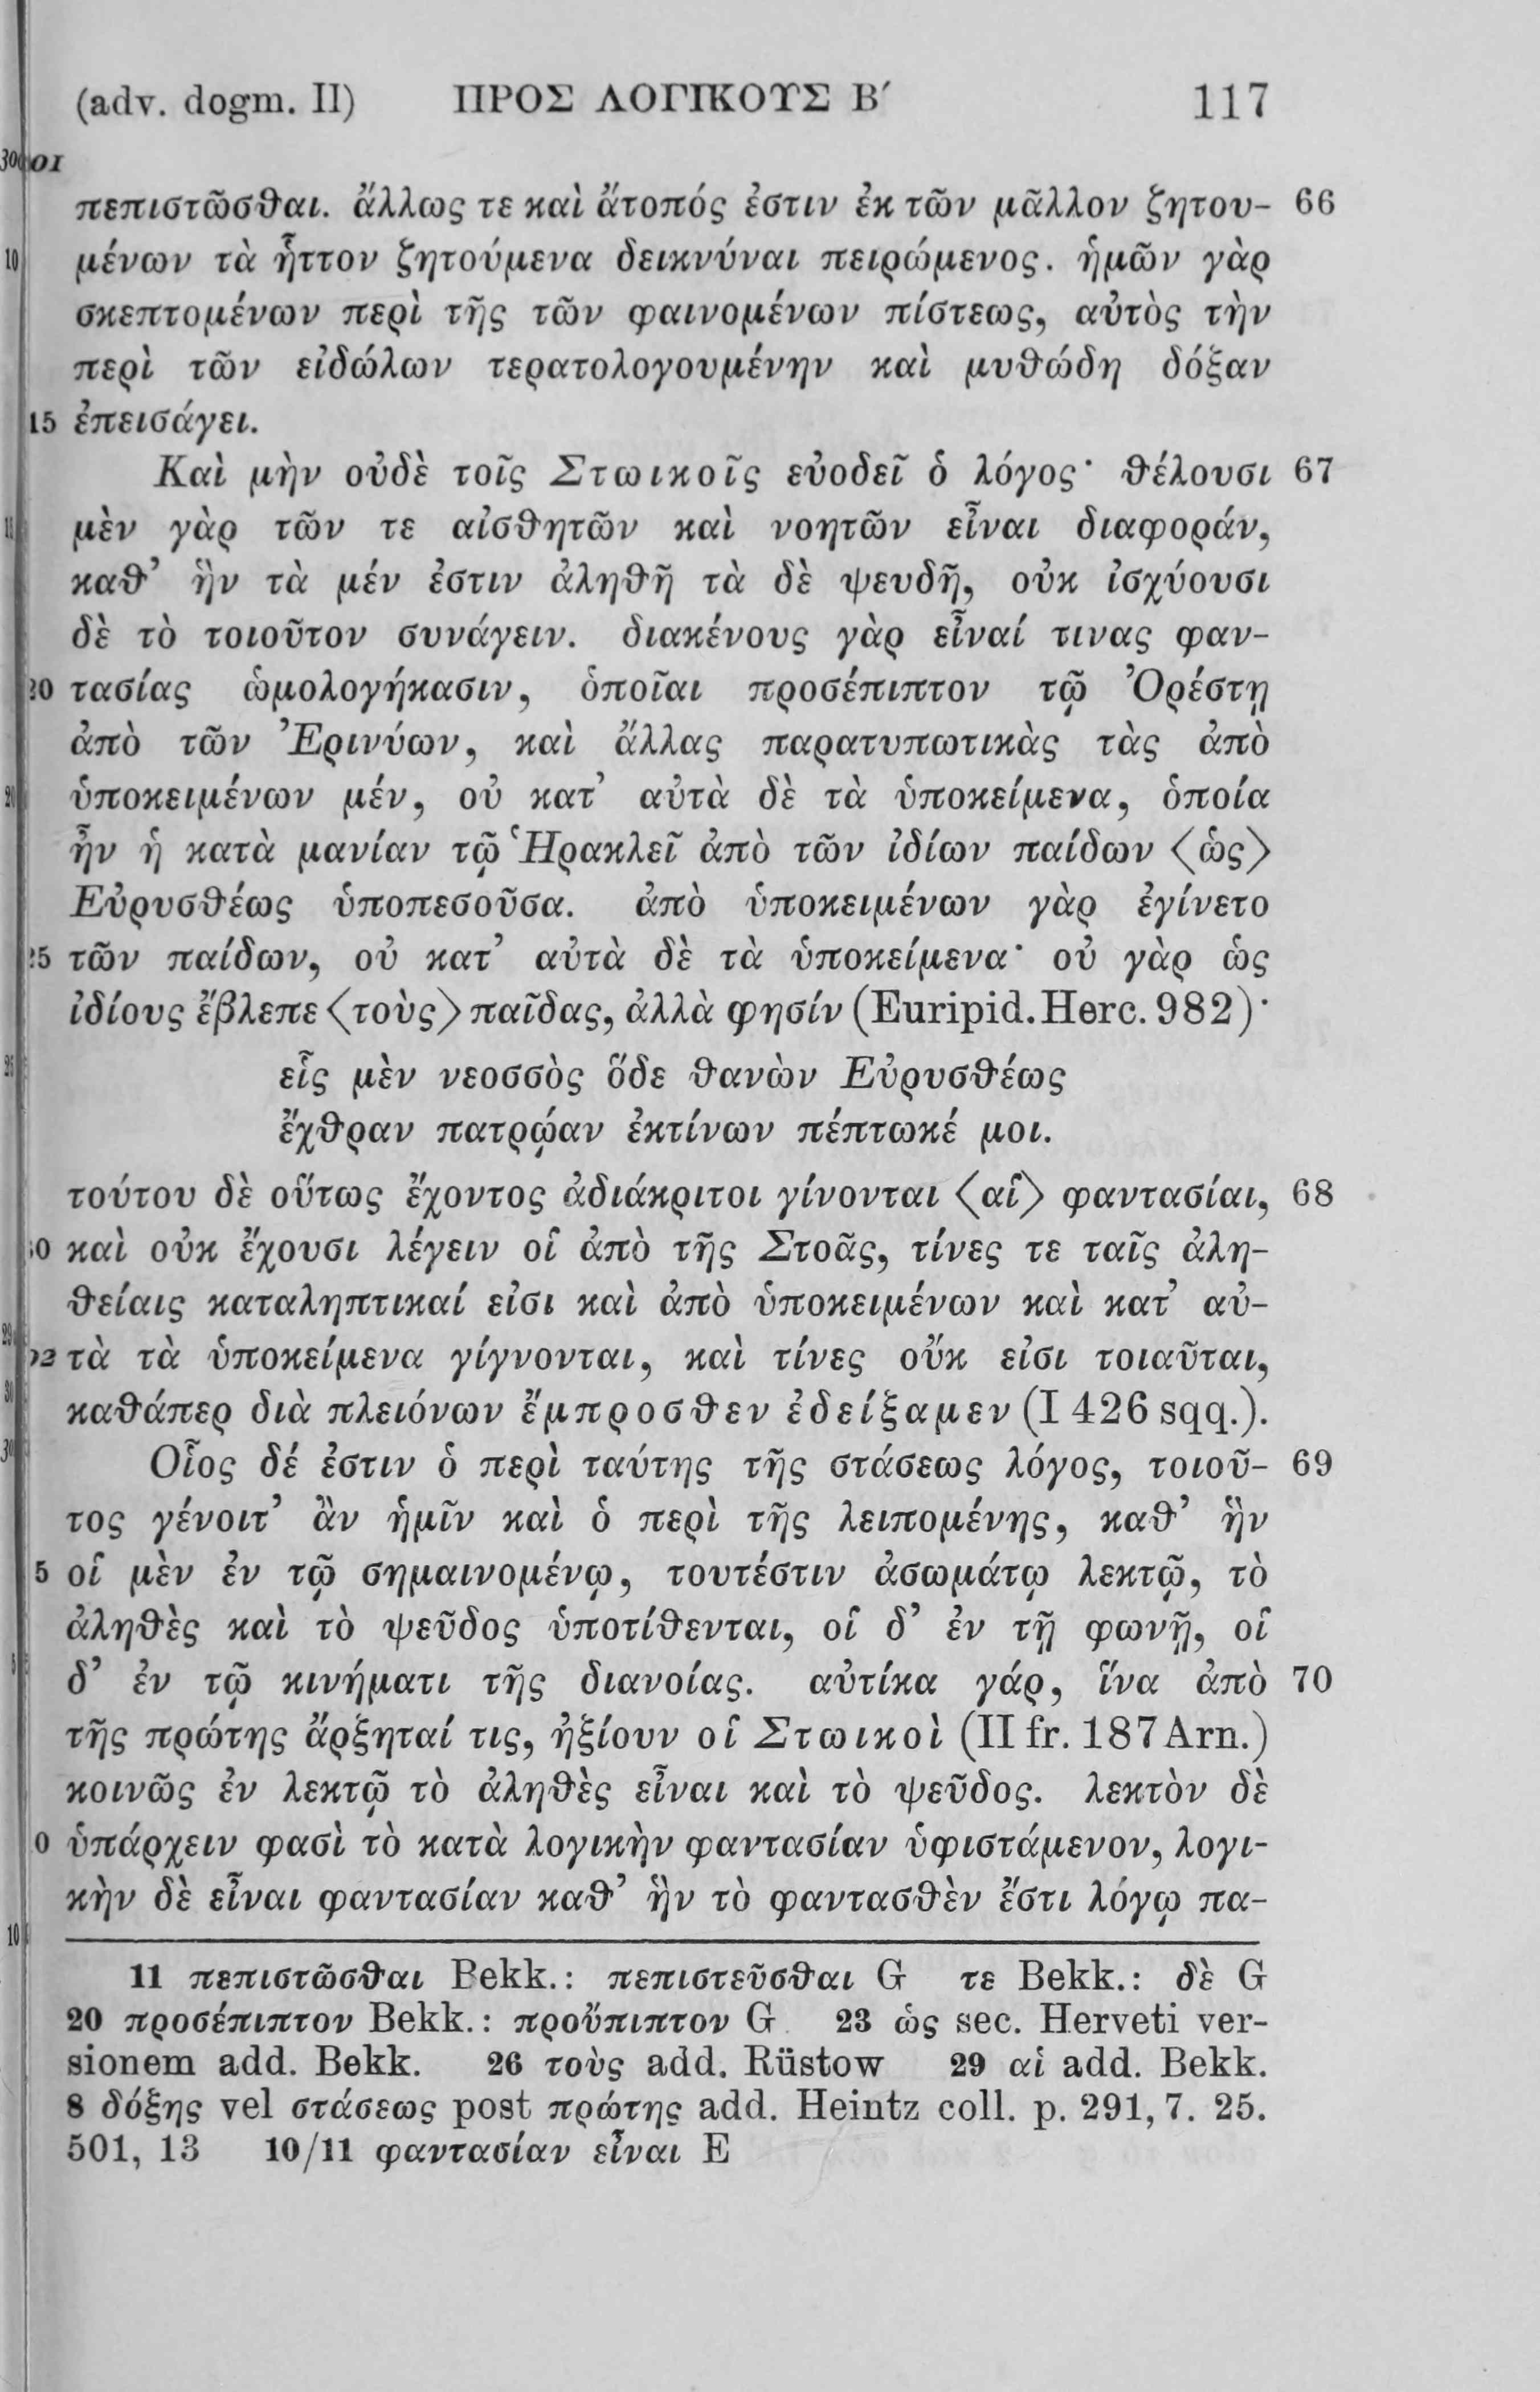 (adv. dogm. II) ΠΡΟΣ ΛΟΓΙΚΟΥΣ Β′ 117
πεπιστῶσθαι. ἄλλως τε καὶ ἄτοπός ἐστιν ἐκ τῶν μᾶλλον ζητου- 66
μένων τὰ ἧττον ζητούμενα δεικνύναι πειρώμενος. ἡμῶν γὰρ
σκεπτομένων περὶ τῆς τῶν φαινομένων πίστεως, αὐτὸς τὴν
περὶ τῶν εἰδώλων τερατολογουμένην καὶ μυθώδη δόξαν
15 ἐπεισάγει.
Καὶ μὴν οὐδὲ τοῖς Στωικοῖς εὐοδεῖ ὁ λόγος· θέλουσι 67
μὲν γὰρ τῶν τε αἰσθητῶν καὶ νοητῶν εἶναι διαφοράν,
καθ’ ἣν τὰ μέν ἐστιν ἀληθῆ τὰ δὲ ψευδῆ, οὐκ ἰσχύουσι
δὲ τὸ τοιοῦτον συνάγειν. διακένους γὰρ εἶναί τινας φαν-
20 τασίας ὡμολογήκασιν, ὁποῖαι προσέπιπτον τῷ Ὀρέστῃ
ἀπὸ τῶν Ἐρινύων, καὶ ἄλλας παρατυπωτικὰς τὰς ἀπὸ
ὑποκειμένων μέν, οὐ κατ’ αὐτὰ δὲ τὰ ὑποκείμενα, ὁποία
ἦν ἡ κατὰ μανίαν τῷ Ἡρακλεῖ ἀπὸ τῶν ἰδίων παίδων ⟨ὡς⟩
Εὐρυσθέως ὑποπεσοῦσα. ἀπὸ ὑποκειμένων γὰρ ἐγίνετο
25 τῶν παίδων, οὐ κατ’ αὐτὰ δὲ τὰ ὑποκείμενα· οὐ γὰρ ὡς
ἰδίους ἔβλεπε ⟨τοὺς⟩ παῖδας, ἀλλὰ φησίν (Euripid. Herc. 982)·
εἷς μὲν νεοσσὸς ὅδε θανὼν Εὐρυσθέως
ἔχθραν πατρῴαν ἐκτίνων πέπτωκέ μοι.
τούτου δὲ οὕτως ἔχοντος ἀδιάκριτοι γίνονται ⟨αἱ⟩ φαντασίαι, 68
30 καὶ οὐκ ἔχουσι λέγειν οἱ ἀπὸ τῆς Στοᾶς, τίνες τε ταῖς ἀλη-
θείαις καταληπτικαί εἰσι καὶ ἀπὸ ὑποκειμένων καὶ κατ’ αὐ-
τὰ τὰ ὑποκείμενα γίγνονται, καὶ τίνες οὔκ εἰσι τοιαῦται,
καθάπερ διὰ πλειόνων ἔμπροσθεν ἐδείξαμεν (I 426 sqq.).
Οἷος δέ ἐστιν ὁ περὶ ταύτης τῆς στάσεως λόγος, τοιοῦ- 69
τος γένοιτ’ ἂν ἡμῖν καὶ ὁ περὶ τῆς λειπομένης, καθ’ ἣν
5 οἱ μὲν ἐν τῷ σημαινομένῳ, τουτέστιν ἀσωμάτῳ λεκτῷ, τὸ
ἀληθὲς καὶ τὸ ψεῦδος ὑποτίθενται, οἱ δ’ ἐν τῇ φωνῇ, οἱ
δ’ ἐν τῷ κινήματι τῆς διανοίας. αὐτίκα γάρ, ἵνα ἀπὸ 70
τῆς πρώτης ἄρξηταί τις, ἠξίουν οἱ Στωικοὶ (II fr. 187 Arn.)
κοινῶς ἐν λεκτῷ τὸ ἀληθὲς εἶναι καὶ τὸ ψεῦδος. λεκτὸν δὲ
0 ὑπάρχειν φασὶ τὸ κατὰ λογικὴν φαντασίαν ὑφιστάμενον, λογι-
κὴν δὲ εἶναι φαντασίαν καθ’ ἣν τὸ φαντασθὲν ἔστι λόγῳ πα-
11 πεπιστῶσθαι Bekk.: πεπιστεῦσθαι G τε Bekk.: δὲ G
20 προσέπιπτον Bekk.: προὔπιπτον G 23 ὡς sec. Herveti ver-
sionem add. Bekk. 26 τοὺς add. Rüstow 29 αἱ add. Bekk.
8 δόξης vel στάσεως post πρώτης add. Heintz coll. p. 291, 7. 25.
501, 13 10/11 φαντασίαν εἶναι E